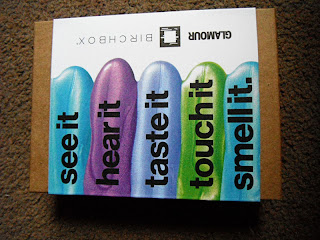 GLAMOUR BIRCHBOX
see it
hear it
taste it
touch it
smell it.